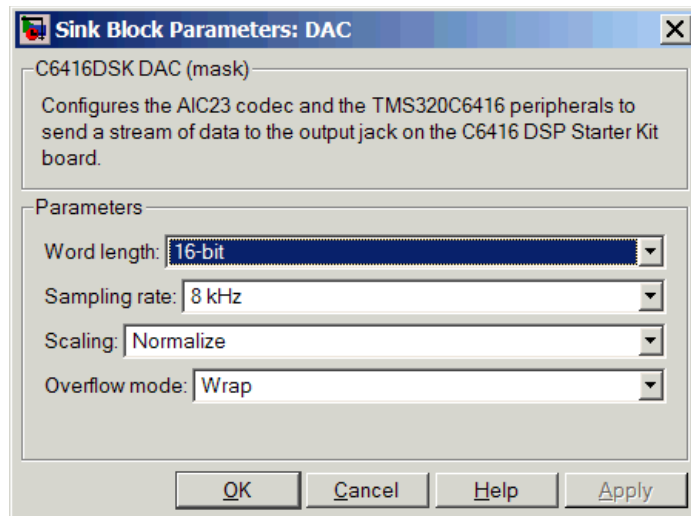 Sink Block Parameters: DAC
C6416DSK DAC (mask)
Configures the AIC23 codec and the TMS320C6416 peripherals to
send a stream of data to the output jack on the C6416 DSP Starter Kit
board.
Parameters
Word length: 16-bit
Sampling rate: 8 kHz
Scaling: Normalize
Overflow mode: Wrap
OK Cancel Help Apply